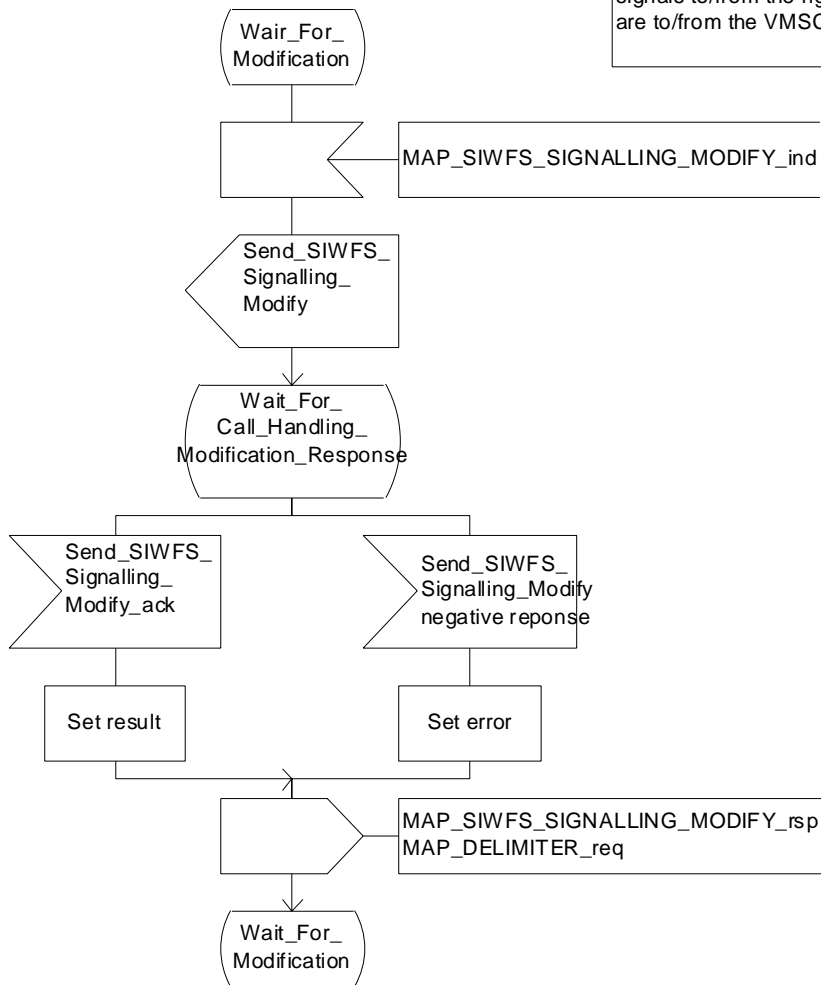 signals to/from the
are to/from the VMSC
Wair_For_
Modification
MAP_SIWFS_SIGNALLING_MODIFY_ind
Send_SIWFS_
Signalling_
Modify
Wait_For_
Call_Handling_
Modification_Response
Send_SIWFS_
Signalling_
Modify_ack
Send_SIWFS_
Signalling_Modify
negative reponse
Set result
Set error
MAP_SIWFS_SIGNALLING_MODIFY_rsp
MAP_DELIMITER_req
Wait_For_
Modification